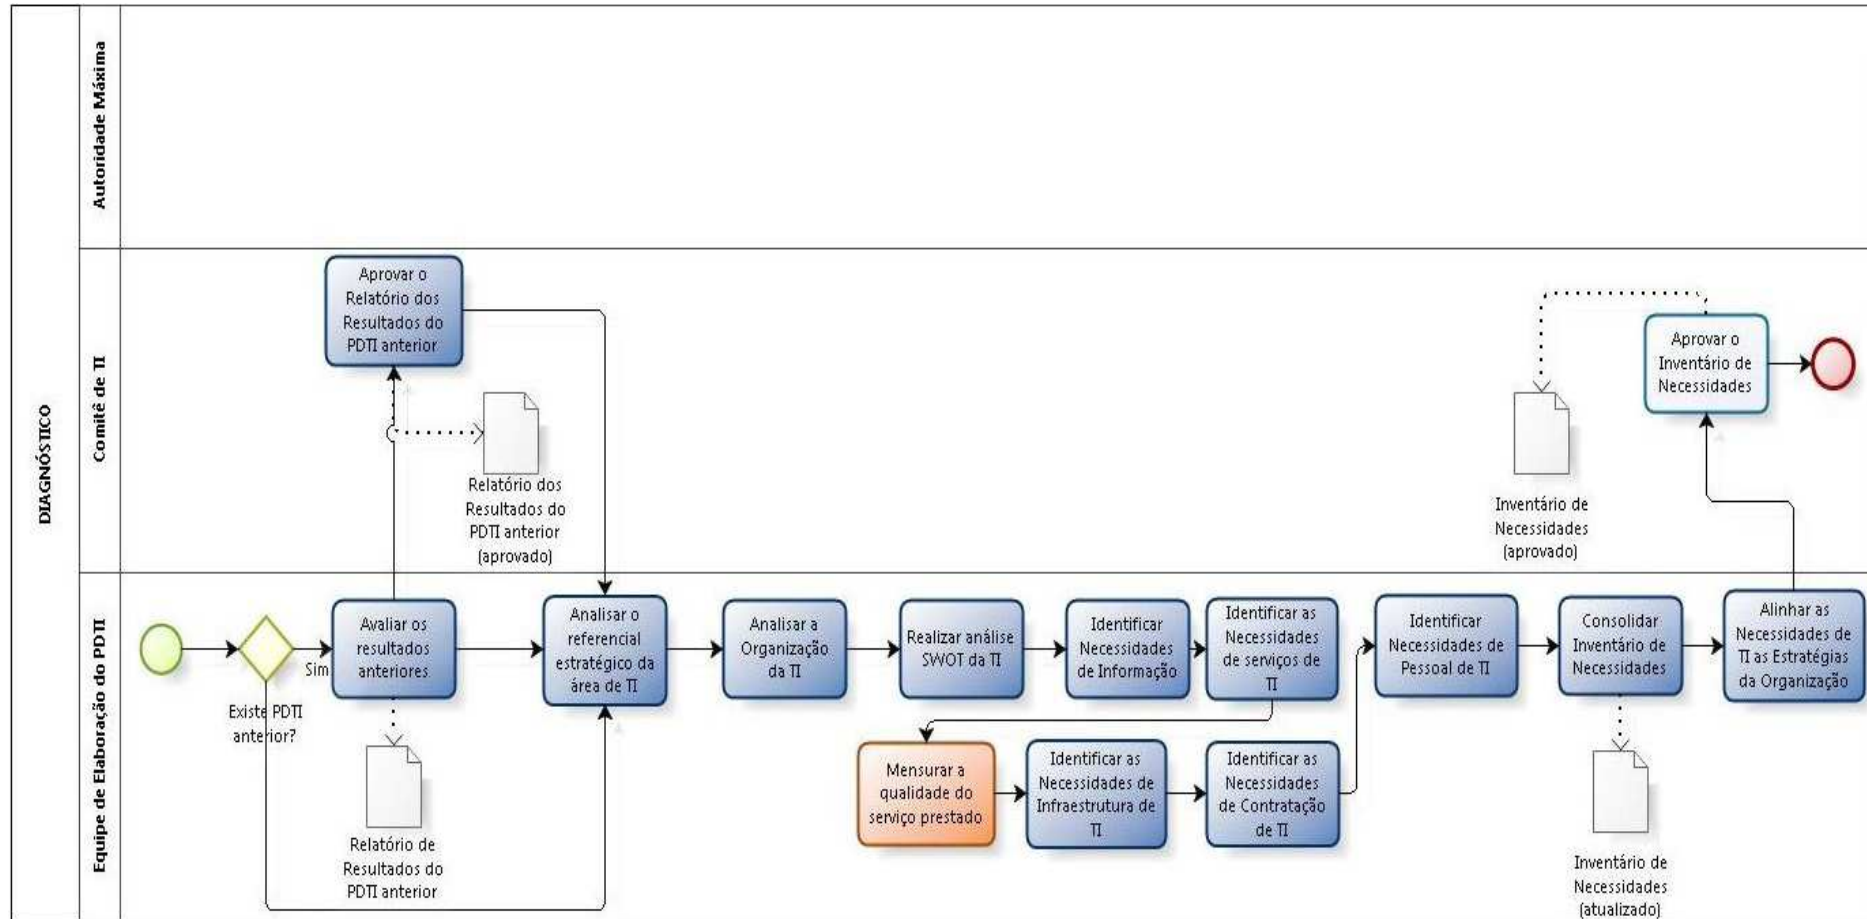 DIAGNÓSTICO
Autoridade Máxima
Comitê de TI
Aprovar o
Relatório dos
Resultados do
PDTI anterior
Relatório dos
Resultados do
PDTI anterior
(aprovado)
Aprovar o
Inventário de
Necessidades
Inventário de
Necessidades
(aprovado)
Equipe de Elaboração do PDTI
Existe PDTI
anterior?
Sim
Avaliar os
resultados
anteriores
Relatório de
Resultados do
PDTI anterior
Analisar o
referencial
estratégico da
área de TI
Analisar a
Organização
da TI
Realizar análise
SWOT da TI
Identificar
Necessidades
de Informação
Identificar as
Necessidades
de serviços de
TI
Mensurar a
qualidade do
serviço prestado
Identificar as
Necessidades de
Infraestrutura de
TI
Identificar as
Necessidades
de Contratação
de TI
Identificar
Necessidades de
Pessoal de TI
Consolidar
Inventário de
Necessidades
Inventário de
Necessidades
(atualizado)
Alinhar as
Necessidades de
TI as Estratégias
da Organização